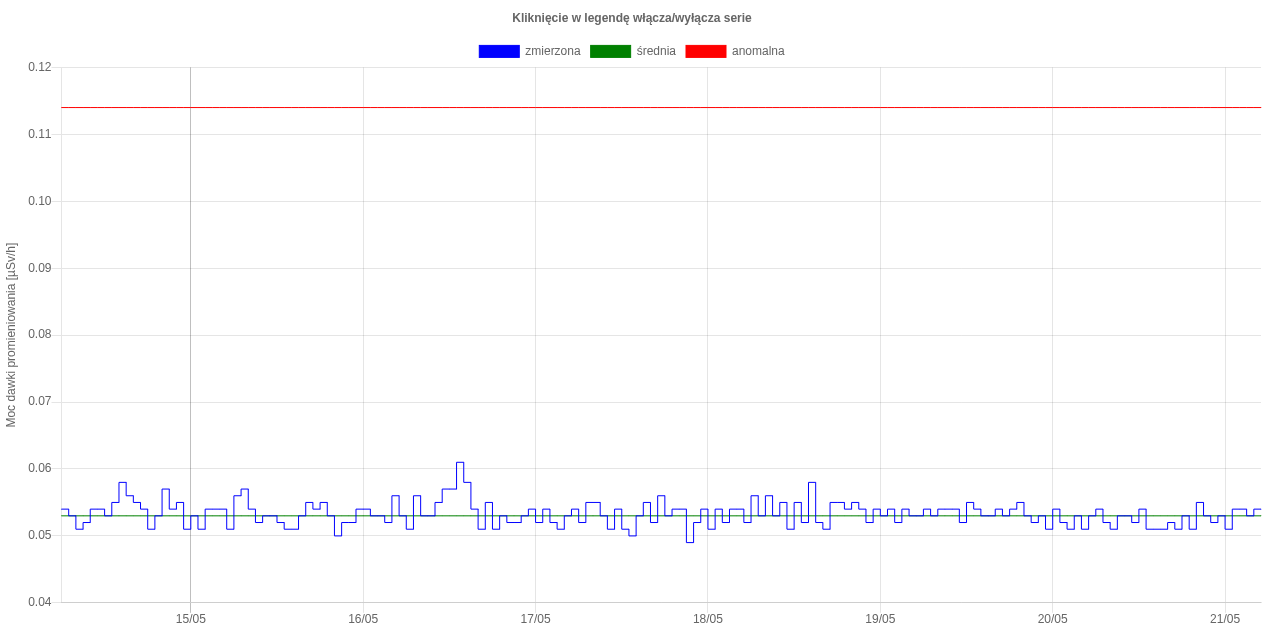 Kliknięcie w legendę włącza/wyłącza serie
zmierzona średnia anomalna
Moc dawki promieniowania [µSv/h]
0.12
0.11
0.10
0.09
0.08
0.07
0.06
0.05
0.04
15/05 16/05 17/05 18/05 19/05 20/05 21/05